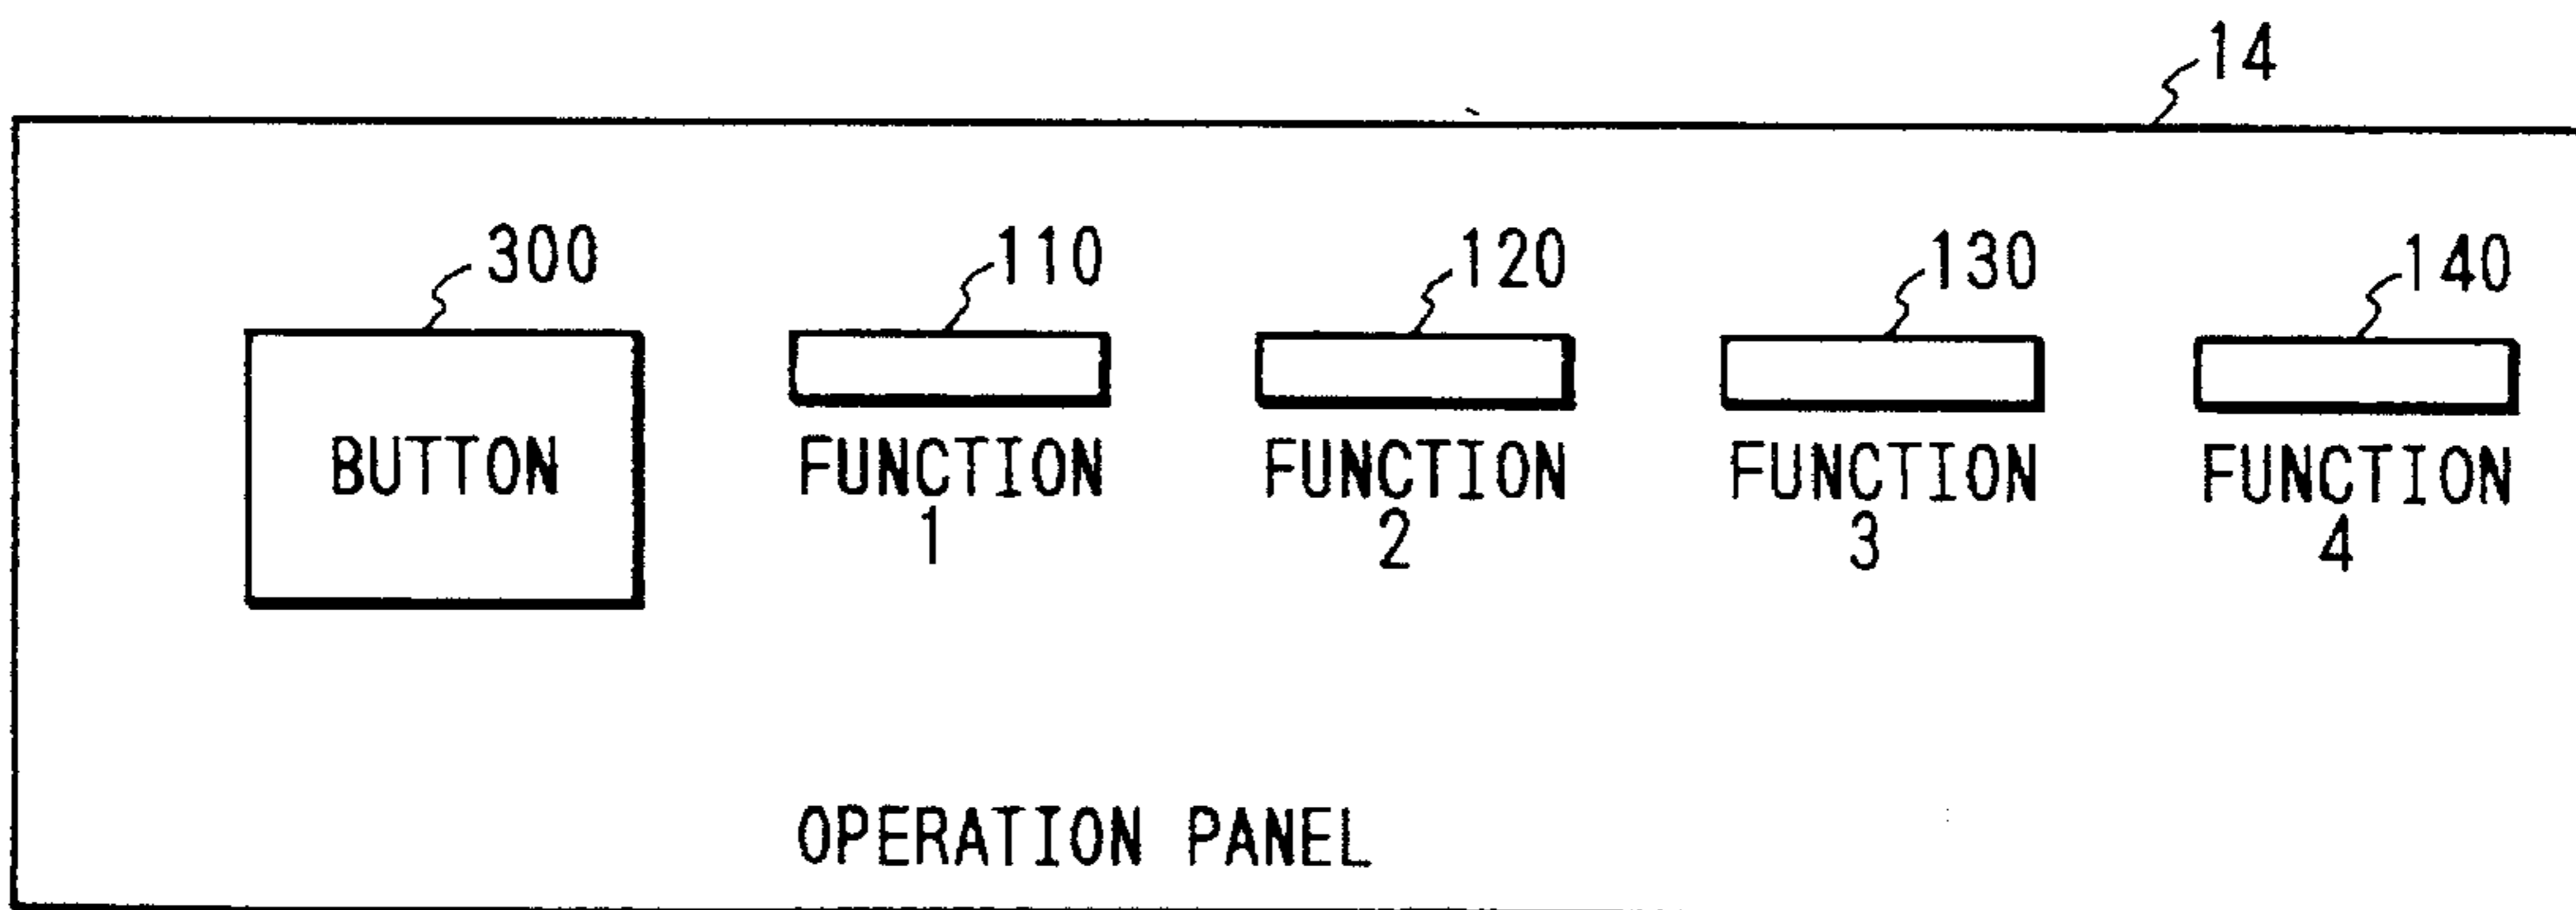 14
300
110
120
130
140
BUTTON
FUNCTION
1
FUNCTION
2
FUNCTION
3
FUNCTION
4
OPERATION PANEL